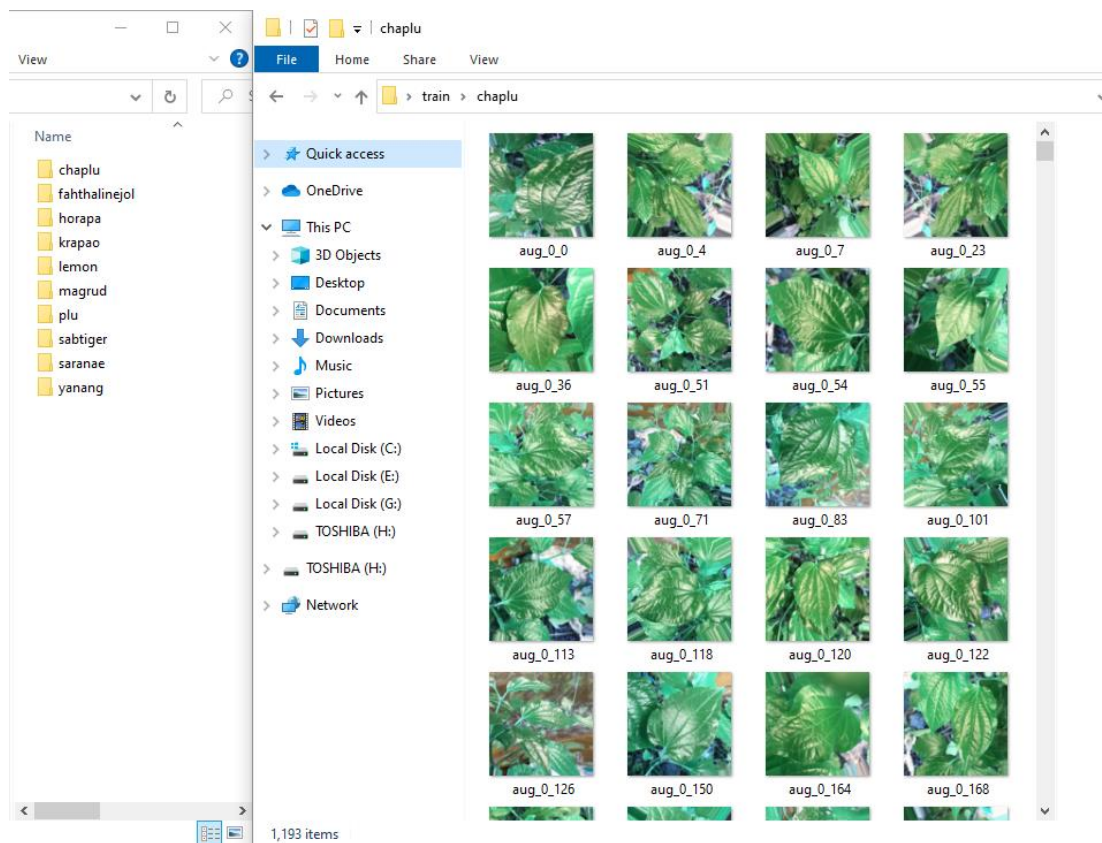 View
Name
chaplu
fahthalinejol
horapa
krapao
lemon
magrud
plu
sabtiger
saranae
yanang
chaplu
File Home Share View
train > chaplu
Quick access
OneDrive
This PC
3D Objects
Desktop
Documents
Downloads
Music
Pictures
Videos
Local Disk (C:)
Local Disk (E:)
Local Disk (G:)
TOSHIBA (H:)
TOSHIBA (H:)
Network
aug_0_0 aug_0_4 aug_0_7 aug_0_23
aug_0_36 aug_0_51 aug_0_54 aug_0_55
aug_0_57 aug_0_71 aug_0_83 aug_0_101
aug_0_113 aug_0_118 aug_0_120 aug_0_122
aug_0_126 aug_0_150 aug_0_164 aug_0_168
1,193 items